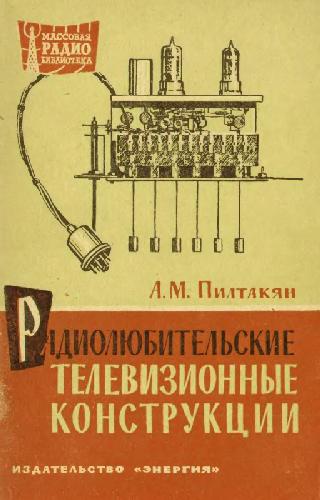 МАССОВАЯ
РАДИО
БИБЛИОТЕКА
А. М. Пилтакян
РАДИОЛЮБИТЕЛЬСКИЕ
ТЕЛЕВИЗИОННЫЕ
КОНСТРУКЦИИ
ИЗДАТЕЛЬСТВО «ЭНЕРГИЯ»